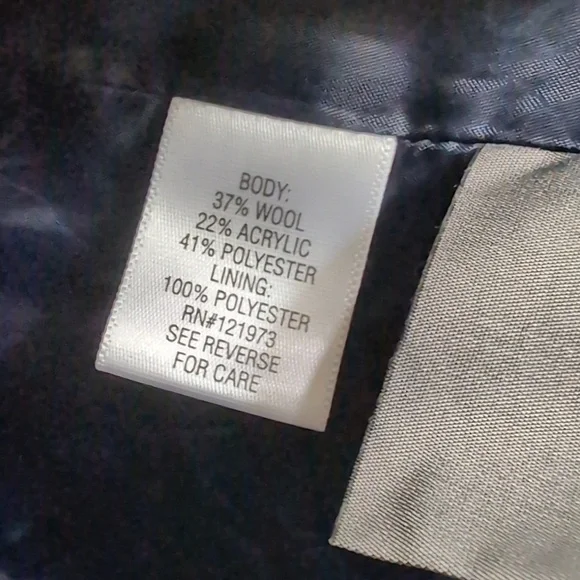 BODY:
37% WOOL
22% ACRYLIC
41% POLYESTER
LINING:
100% POLYESTER
RN#121973
SEE REVERSE
FOR CARE